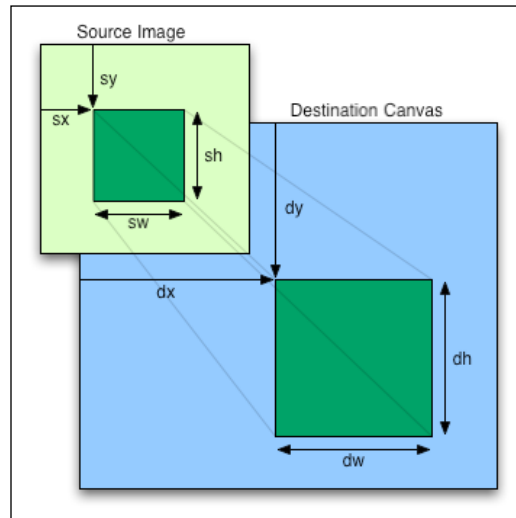 Source Image
sy
sx
Destination Canvas
sh
sw
dy
dx
dh
dw